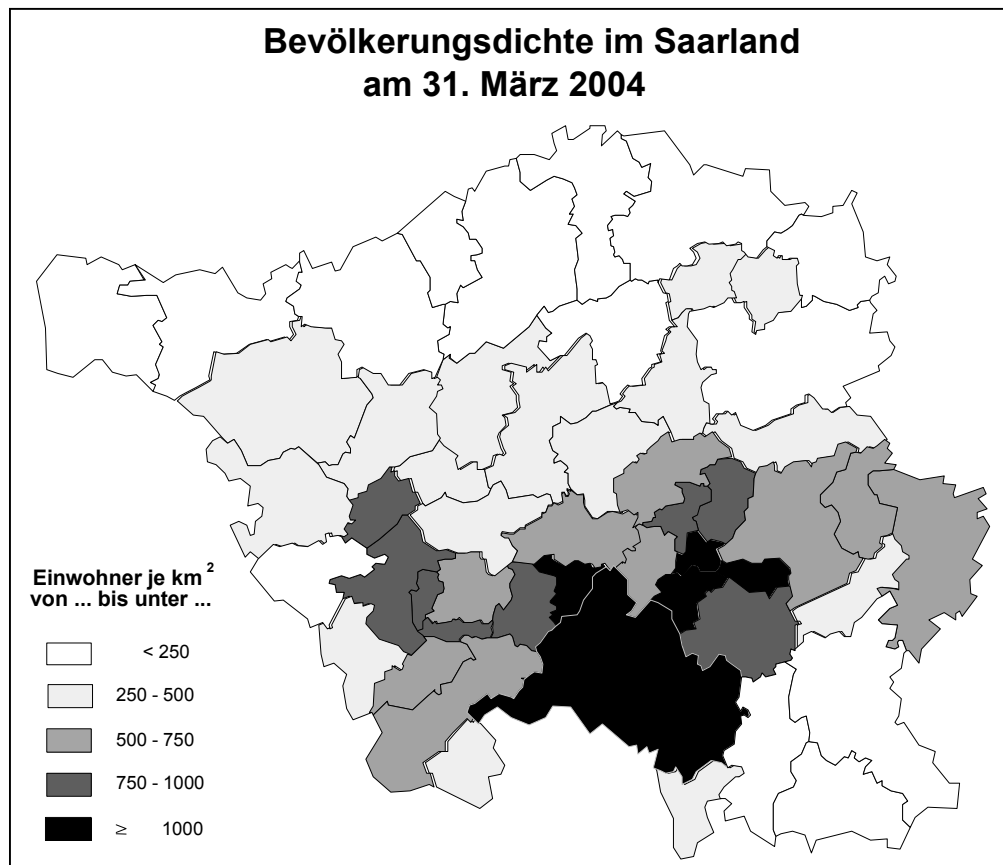 Bevölkerungsdichte im Saarland
am 31. März 2004
Einwohner je km²
von ... bis unter ...
< 250
250 - 500
500 - 750
750 - 1000
≥ 1000